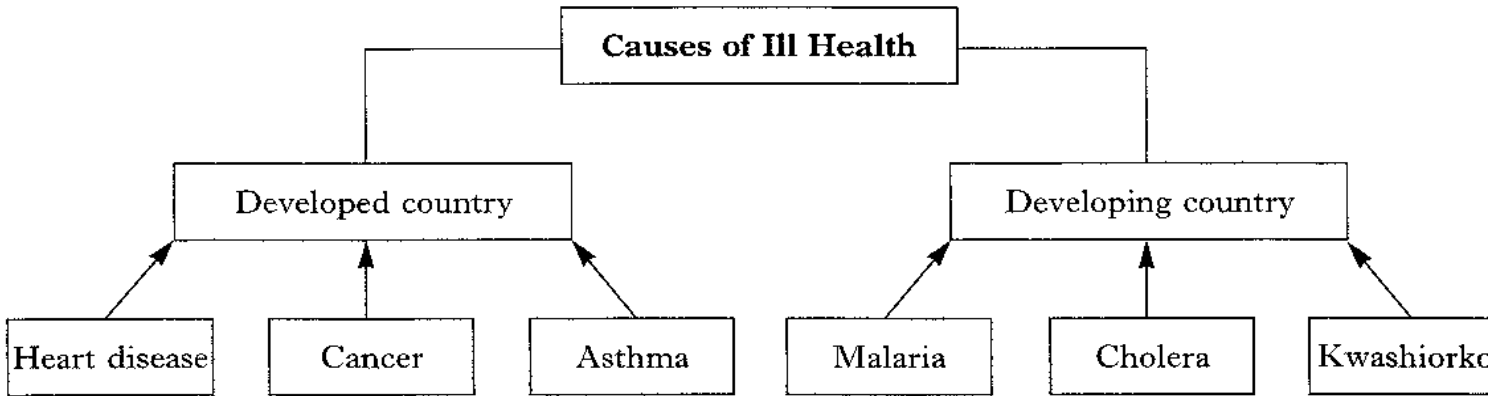 Causes of Ill Health
Developed country
Developing country
Heart disease
Cancer
Asthma
Malaria
Cholera
Kwashiorko